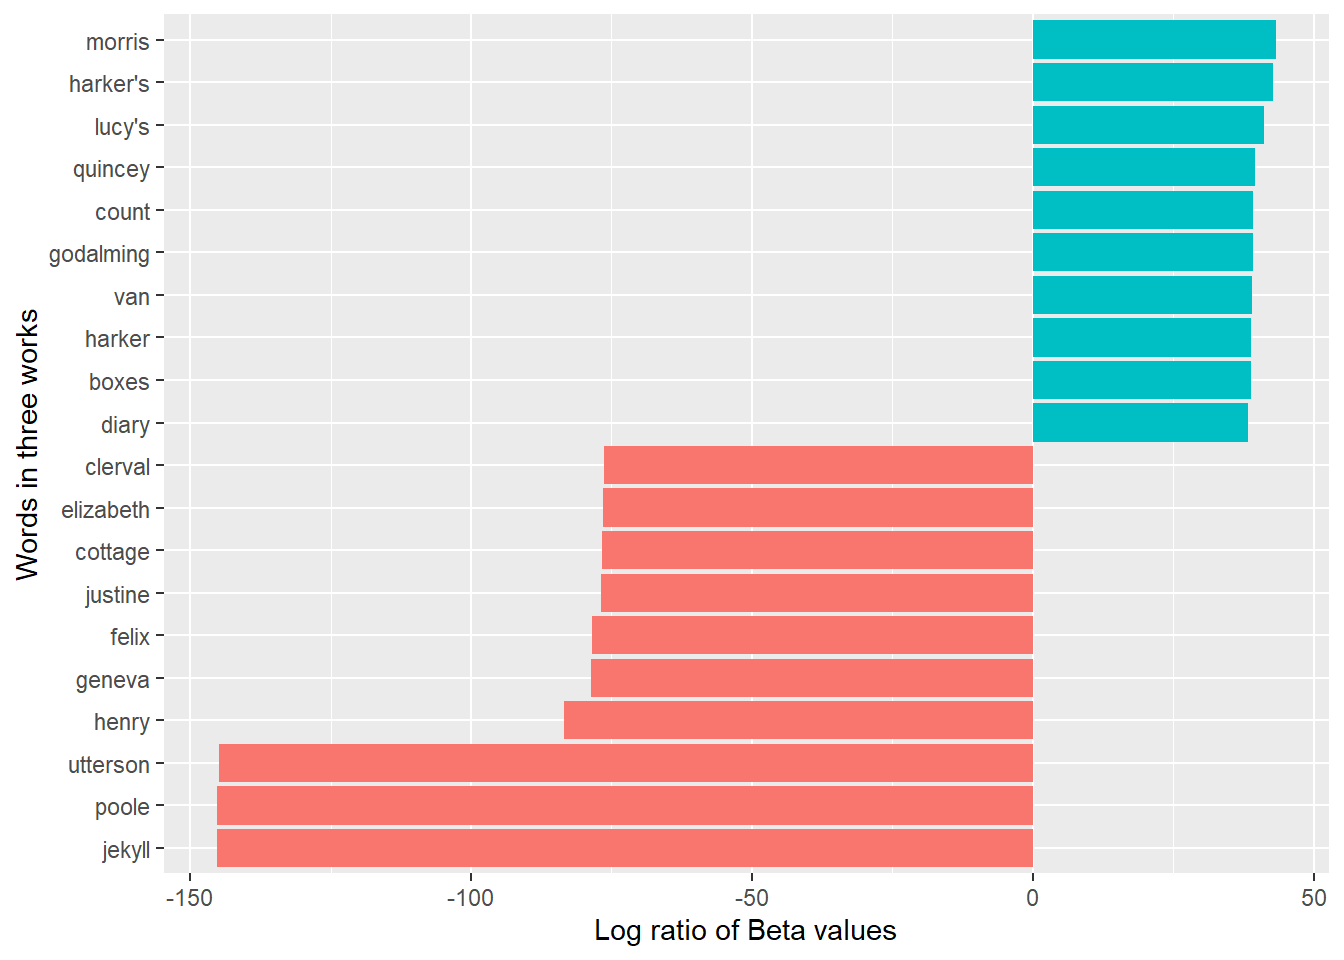 morris
harker's
lucy's
quincey
count
godalming
van
harker
boxes
diary
clerval
elizabeth
cottage
justine
felix
geneva
henry
utterson
poole
jekyll
Words in three works
-150 -100 -50 0 50
Log ratio of Beta values